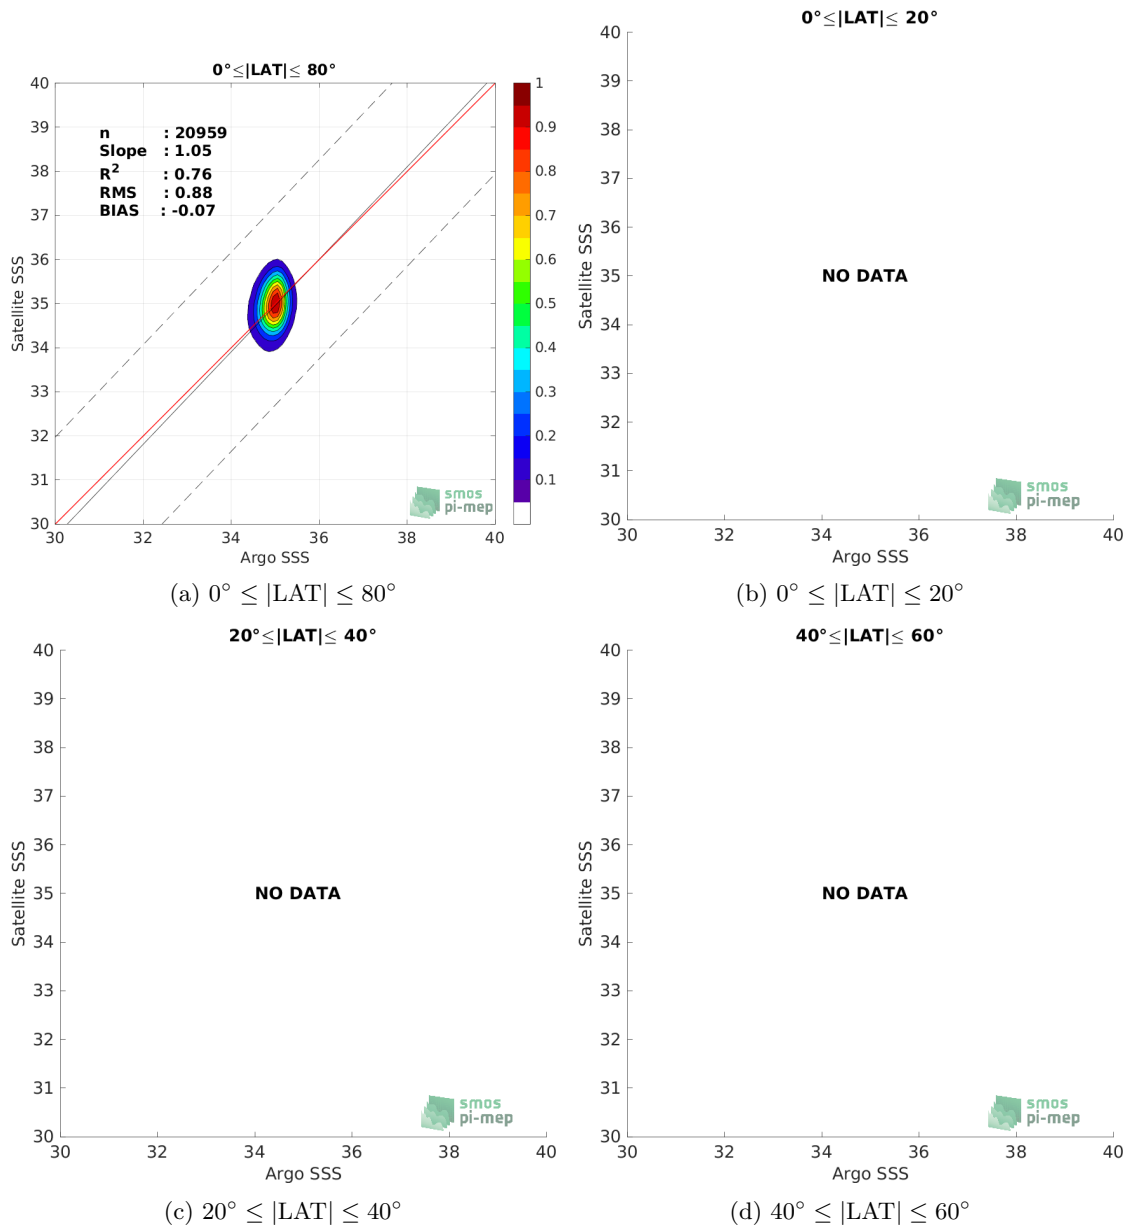 0°≤|LAT|≤ 80°
40
39
38
37
36
35
34
33
32
31
30
Satellite SSS
n : 20959
Slope : 1.05
R² : 0.76
RMS : 0.88
BIAS : -0.07
smos
pi-mep
30 32 34 36 38 40
Argo SSS
1
0.9
0.8
0.7
0.6
0.5
0.4
0.3
0.2
0.1
(a) 0° ≤ |LAT| ≤ 80°
0°≤|LAT|≤ 20°
40
39
38
37
36
35
34
33
32
31
30
Satellite SSS
NO DATA
smos
pi-mep
30 32 34 36 38 40
Argo SSS
(b) 0° ≤ |LAT| ≤ 20°
20°≤|LAT|≤ 40°
40
39
38
37
36
35
34
33
32
31
30
Satellite SSS
NO DATA
smos
pi-mep
30 32 34 36 38 40
Argo SSS
(c) 20° ≤ |LAT| ≤ 40°
40°≤|LAT|≤ 60°
40
39
38
37
36
35
34
33
32
31
30
Satellite SSS
NO DATA
smos
pi-mep
30 32 34 36 38 40
Argo SSS
(d) 40° ≤ |LAT| ≤ 60°